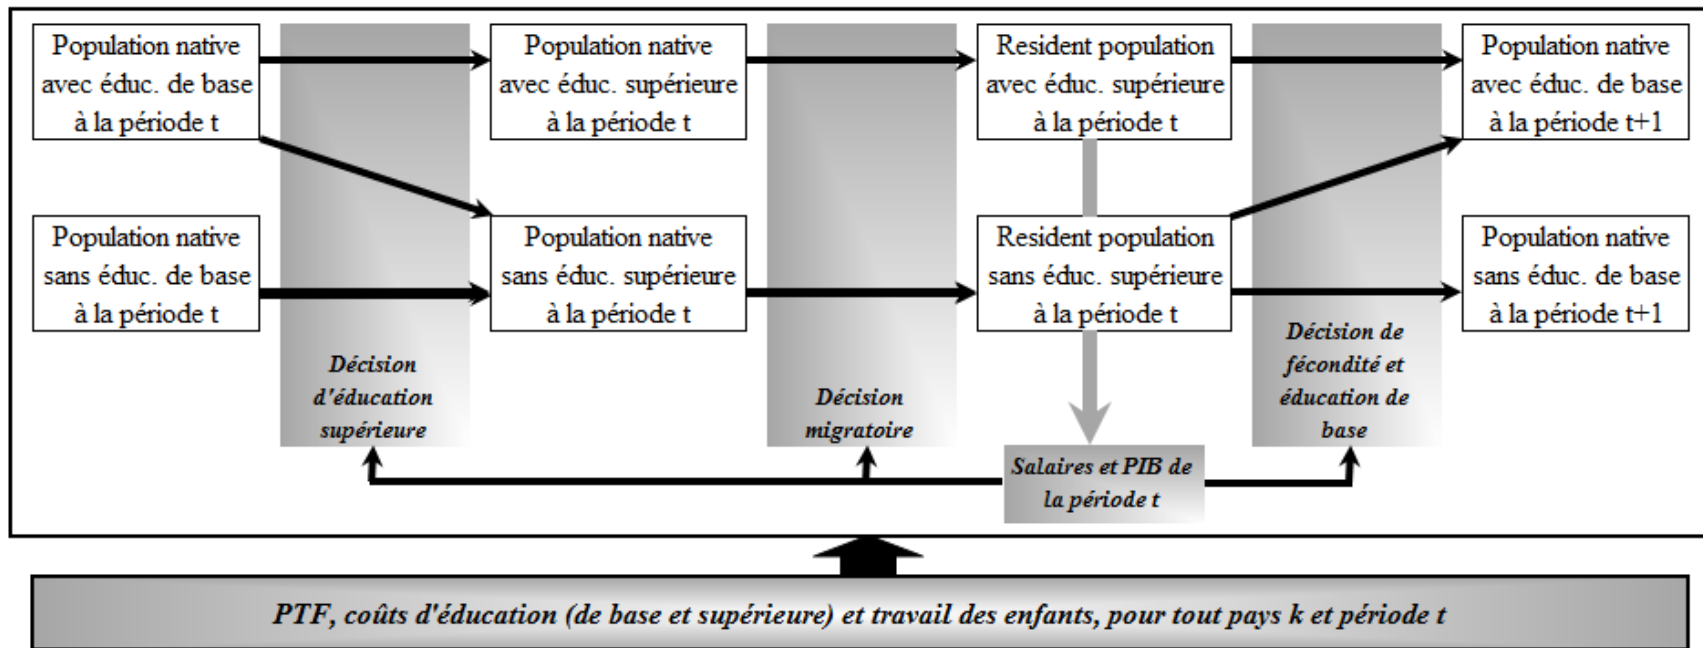 Population native
avec éduc. de base
à la période t
Population native
avec éduc. supérieure
à la période t
Resident population
avec éduc. supérieure
à la période t
Population native
avec éduc. de base
à la période t+1
Population native
sans éduc. de base
à la période t
Population native
sans éduc. supérieure
à la période t
Resident population
sans éduc. supérieure
à la période t
Population native
sans éduc. de base
à la période t+1
Décision
d'éducation
supérieure
Décision
migratoire
Décision de
fécondité et
éducation de
base
Salaires et PIB de
la période t
PTF, coûts d'éducation (de base et supérieure) et travail des enfants, pour tout pays k et période t